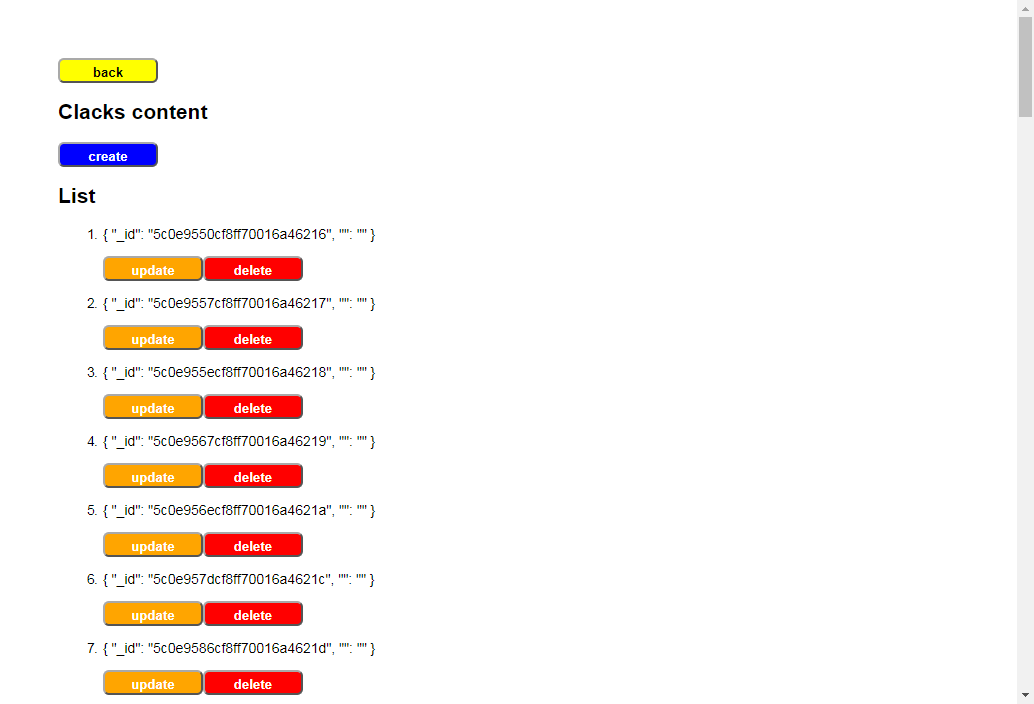 back
Clacks content
create
List
1. { "_id": "5c0e9550cf8ff70016a46216", "": "" }
update delete
2. { "_id": "5c0e9557cf8ff70016a46217", "": "" }
update delete
3. { "_id": "5c0e955ecf8ff70016a46218", "": "" }
update delete
4. { "_id": "5c0e9567cf8ff70016a46219", "": "" }
update delete
5. { "_id": "5c0e956ecf8ff70016a4621a", "": "" }
update delete
6. { "_id": "5c0e957dcf8ff70016a4621c", "": "" }
update delete
7. { "_id": "5c0e9586cf8ff70016a4621d", "": "" }
update delete